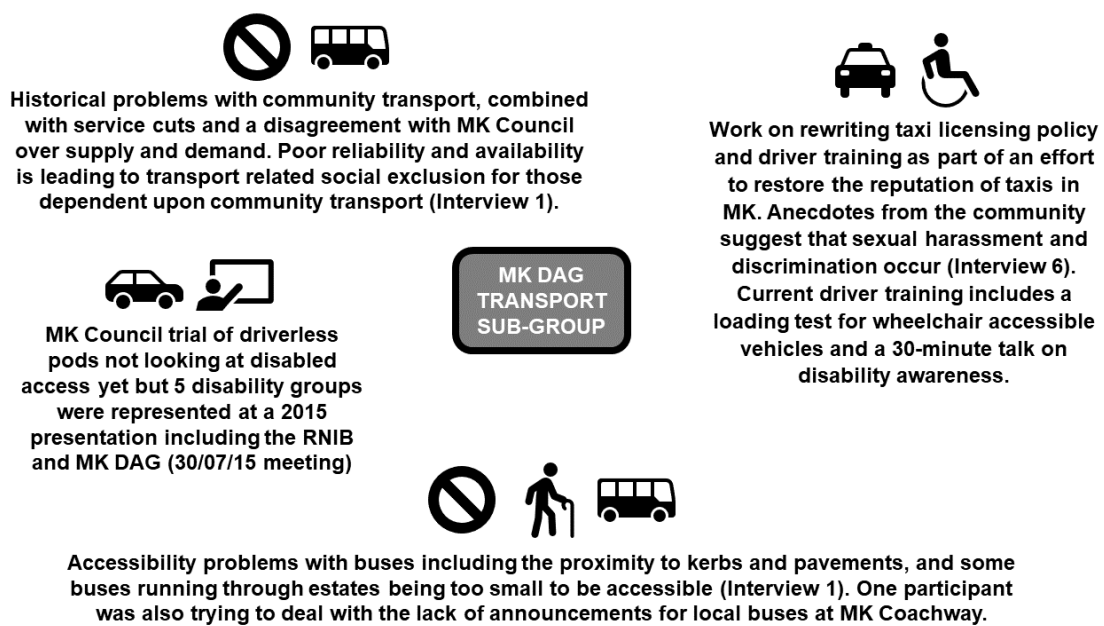 Historical problems with community transport, combined
with service cuts and a disagreement with MK Council
over supply and demand. Poor reliability and availability
is leading to transport related social exclusion for those
dependent upon community transport (Interview 1).
Work on rewriting taxi licensing policy
and driver training as part of an effort
to restore the reputation of taxis in
MK. Anecdotes from the community
suggest that sexual harassment and
discrimination occur (Interview 6).
Current driver training includes a
loading test for wheelchair accessible
vehicles and a 30-minute talk on
disability awareness.
MK DAG
TRANSPORT
SUB-GROUP
MK Council trial of driverless
pods not looking at disabled
access yet but 5 disability groups
were represented at a 2015
presentation including the RNIB
and MK DAG (30/07/15 meeting)
Accessibility problems with buses including the proximity to kerbs and pavements, and some
buses running through estates being too small to be accessible (Interview 1). One participant
was also trying to deal with the lack of announcements for local buses at MK Coachway.